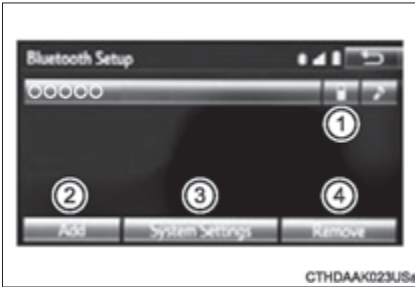 Bluetooth Setup
OOOOO
1
2 3 4
Add System Settings Remove
CTHDAAK023USa